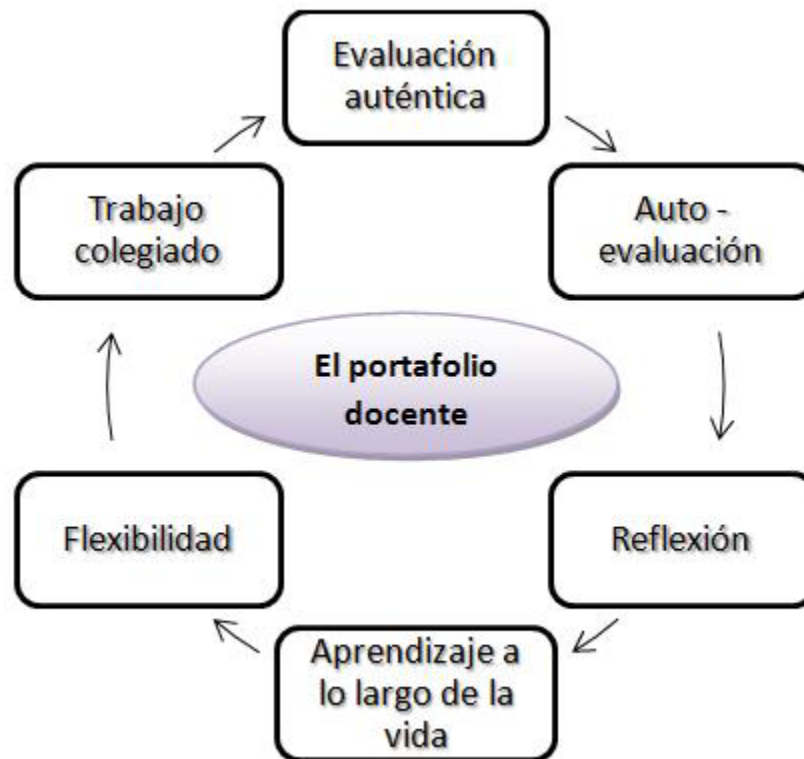 Evaluación
auténtica
Auto -
evaluación
Reflexión
Aprendizaje a
lo largo de la
vida
Flexibilidad
Trabajo
colegiado
El portafolio
docente